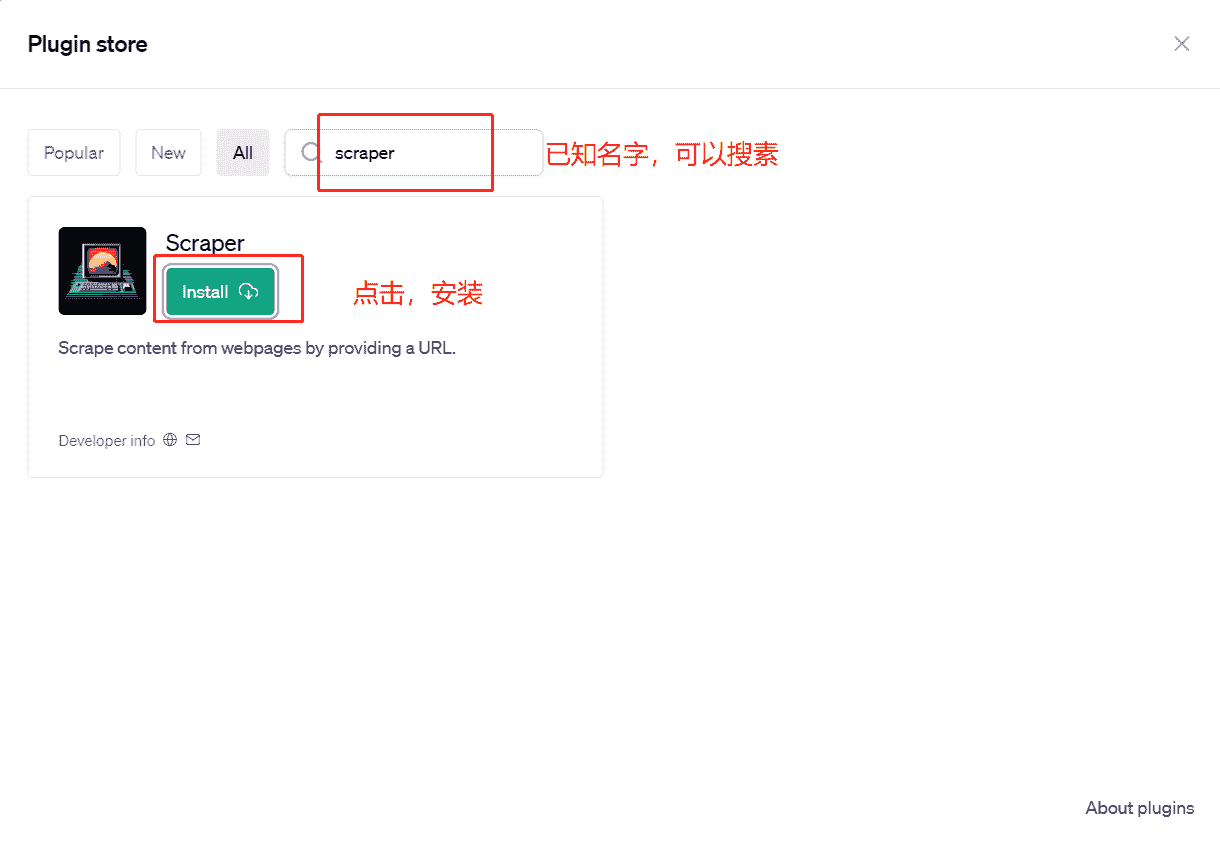 Plugin store
Popular
New
All
scraper
已知名字，可以搜素
Scraper
Install
点击，安装
Scrape content from webpages by providing a URL.
Developer info
About plugins